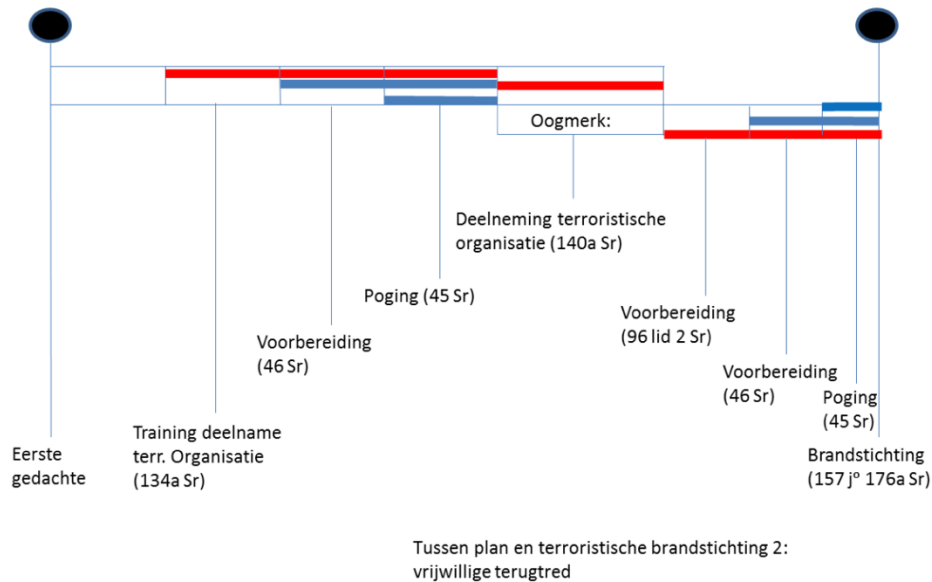 Oogmerk:
Deelneming terroristische
organisatie (140a Sr)
Poging (45 Sr)
Voorbereiding
(96 lid 2 Sr)
Voorbereiding
(46 Sr)
Voorbereiding
(46 Sr)
Poging
(45 Sr)
Eerste
gedachte
Training deelname
terr. Organisatie
(134a Sr)
Brandstichting
(157 j° 176a Sr)
Tussen plan en terroristische brandstichting 2:
vrijwillige terugtred